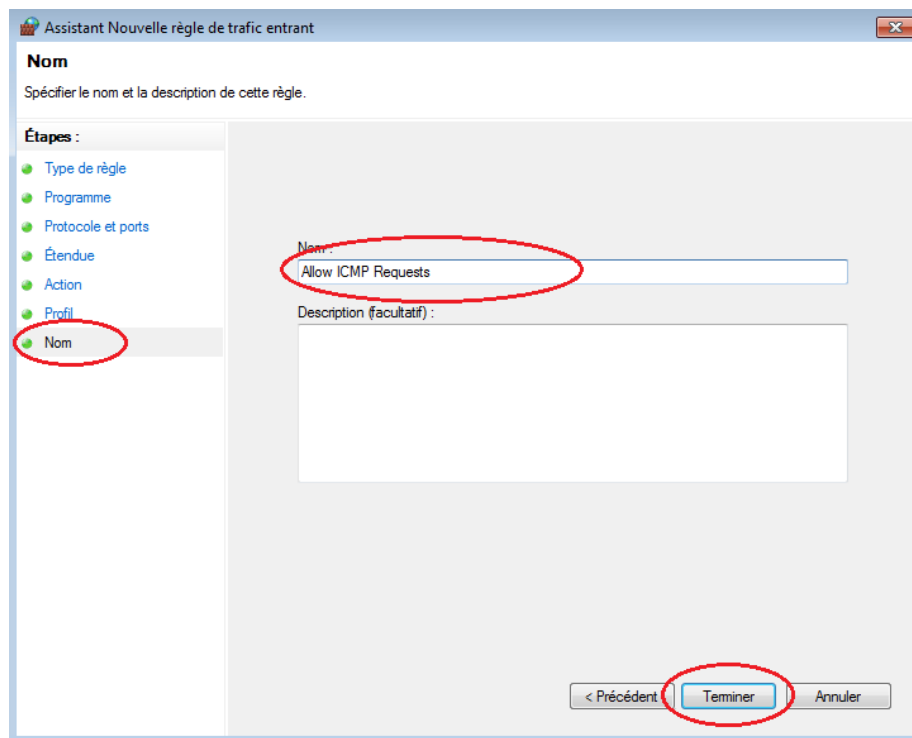 Assistant Nouvelle règle de trafic entrant
Nom
Spécifier le nom et la description de cette règle.
Étapes :
Type de règle
Programme
Protocole et ports
Étendue
Action
Profil
Nom
Nom :
Allow ICMP Requests
Description (facultatif) :
< Précédent
Terminer
Annuler